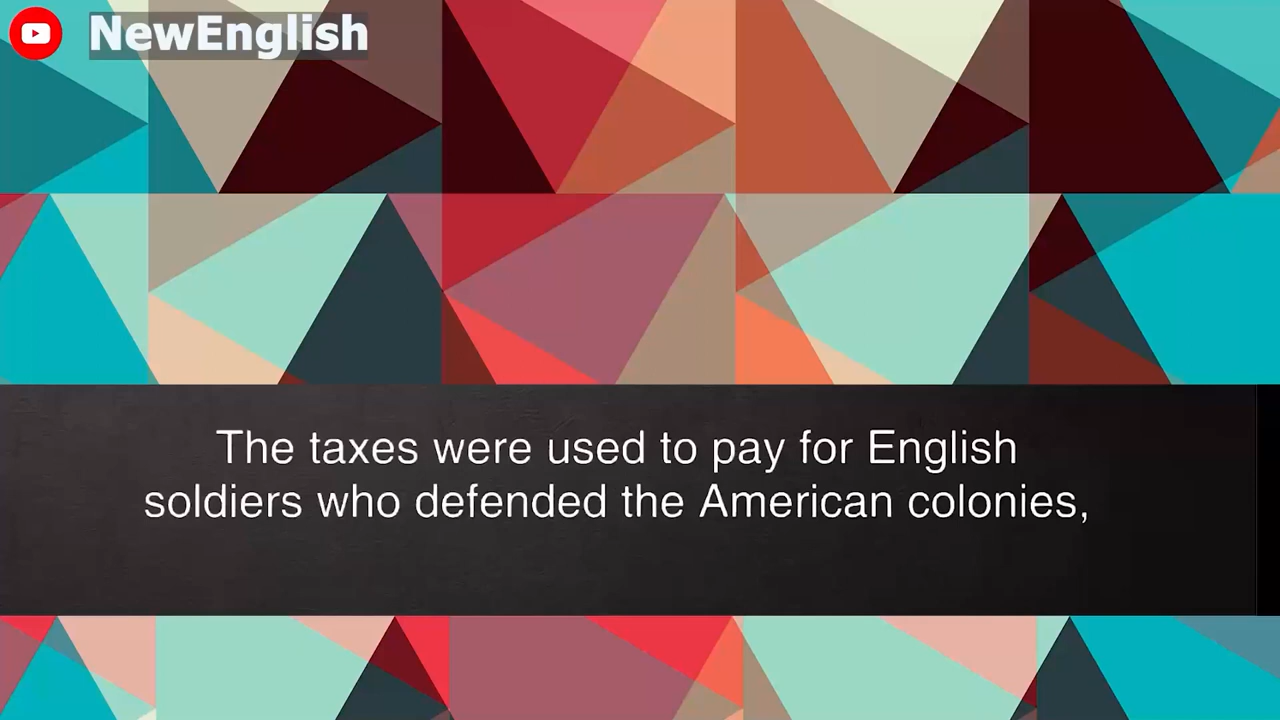 NewEnglish
The taxes were used to pay for English
soldiers who defended the American colonies,